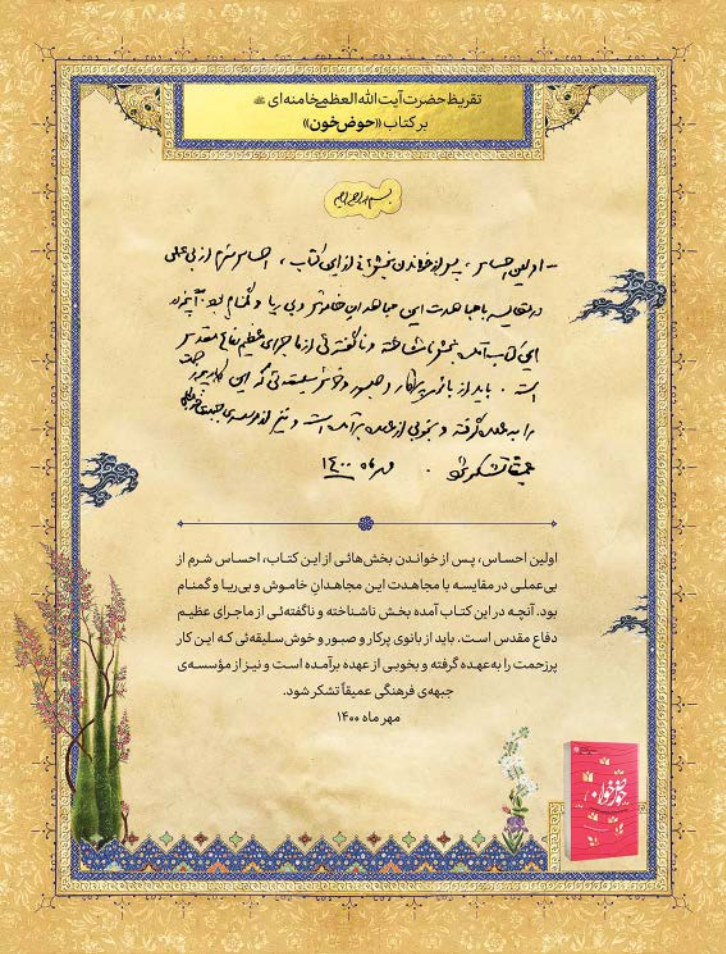 تقریظ حضرت آیت‌الله العظمی خامنه‌ای
بر کتاب «حوض خون»
بسم الله الرحمن الرحیم
- اولین احساس، پس از خواندن بخشهائی از این کتاب، احساس شرم از بی‌عملی
در مقایسه با مجاهدت این مجاهدان خاموش و بی ریا و گمنام بود. آنچه در
این کتاب آمده بخش ناشناخته و ناگفته‌ئی از ماجرای عظیم دفاع مقدس
است. باید از بانوی پرکار و صبور و خوش‌سلیقه‌ئی که این کار پرزحمت
را به عهده گرفته و بخوبی از عهده برآمده است و نیز از مؤسسه‌ی جبهه‌ی فرهنگی
عمیقاً تشکر شود. مهر ماه ۱۴۰۰
اولین احساس، پس از خواندن بخش‌هائی از این کتاب، احساس شرم از
بی‌عملی در مقایسه با مجاهدت این مجاهدانِ خاموش و بی‌ریا و گمنام
بود. آنچه در این کتاب آمده بخش ناشناخته و ناگفته‌ئی از ماجرای عظیم
دفاع مقدس است. باید از بانوی پرکار و صبور و خوش‌سلیقه‌ئی که این کار
پرزحمت را به‌عهده گرفته و بخوبی از عهده برآمده است و نیز از مؤسسه‌ی
جبهه‌ی فرهنگی عمیقاً تشکر شود.
مهر ماه ۱۴۰۰
حوض خون